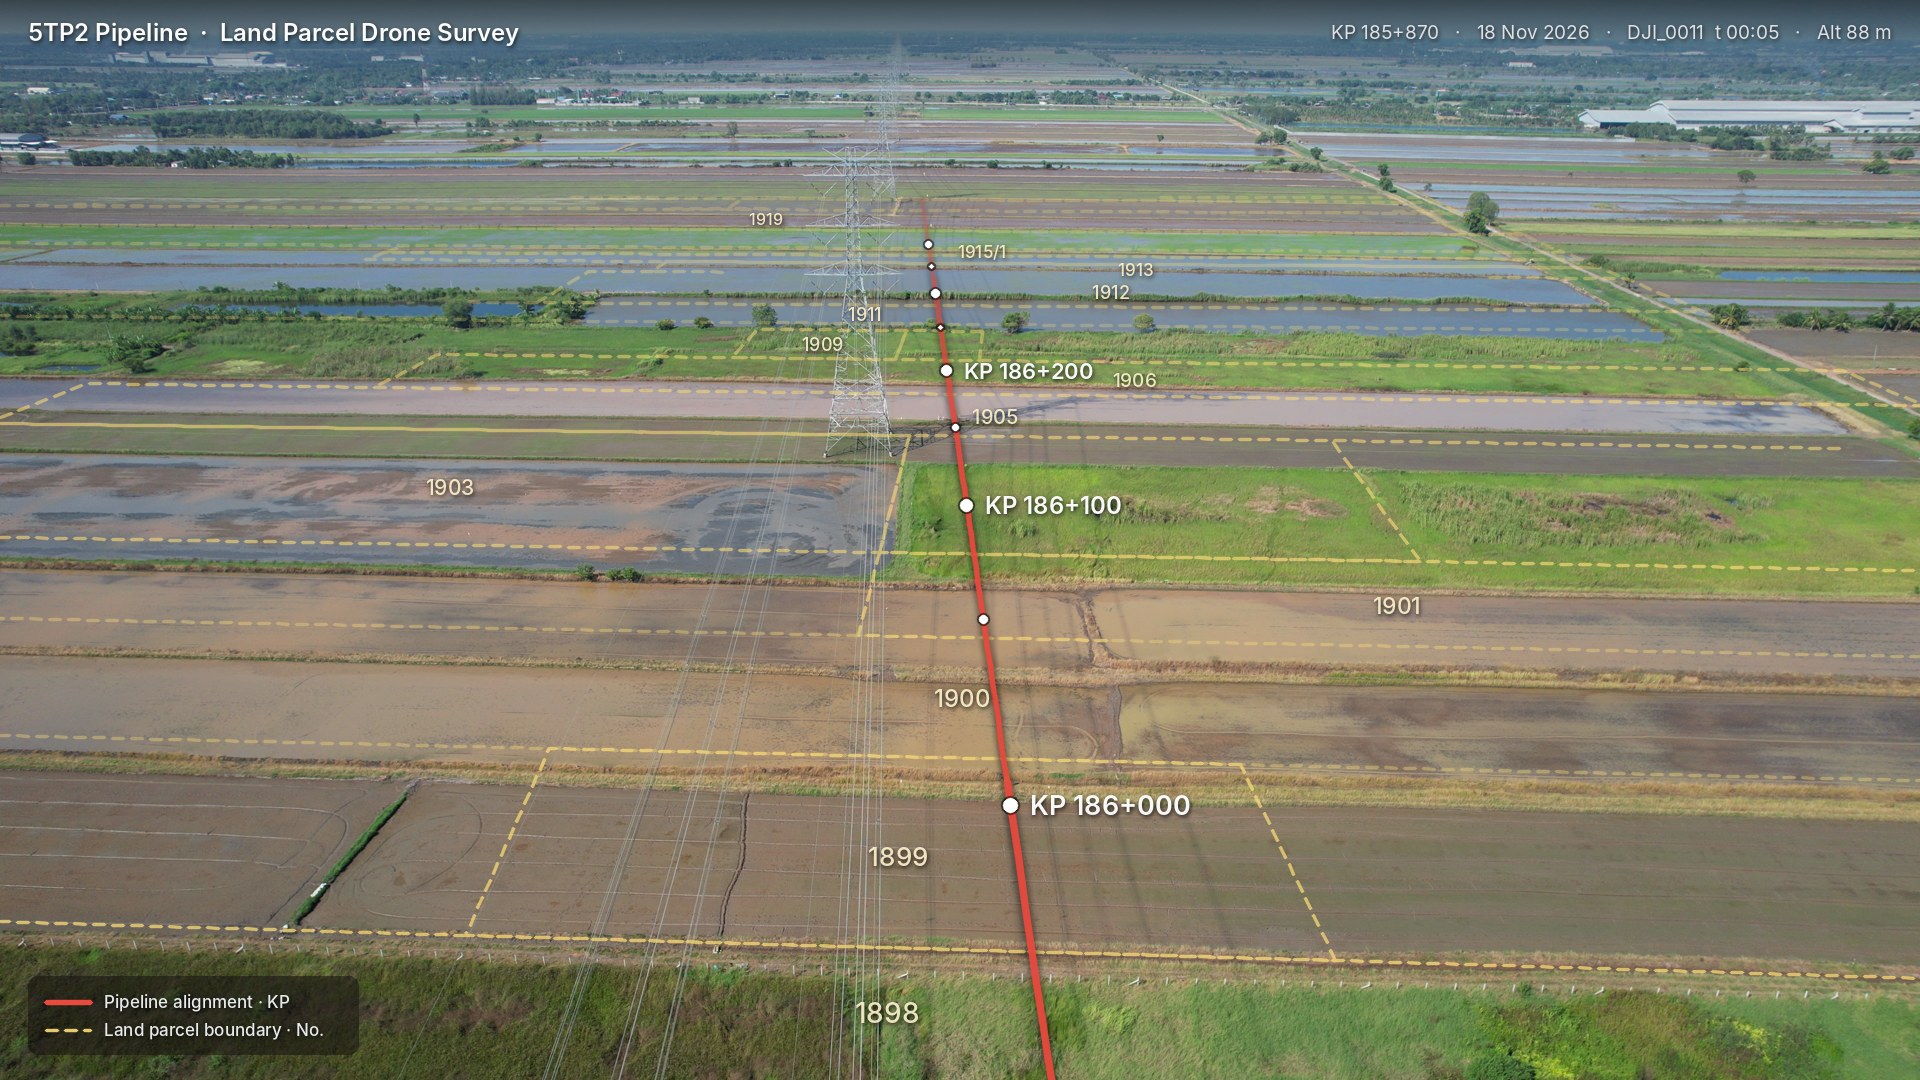 5TP2 Pipeline · Land Parcel Drone Survey
KP 185+870 · 18 Nov 2026 · DJI_0011 t 00:05 · Alt 88 m
1919
1915/1
1913
1912
1911
1909
KP 186+200
1906
1905
1903
KP 186+100
1901
1900
KP 186+000
1899
1898
Pipeline alignment · KP
Land parcel boundary · No.